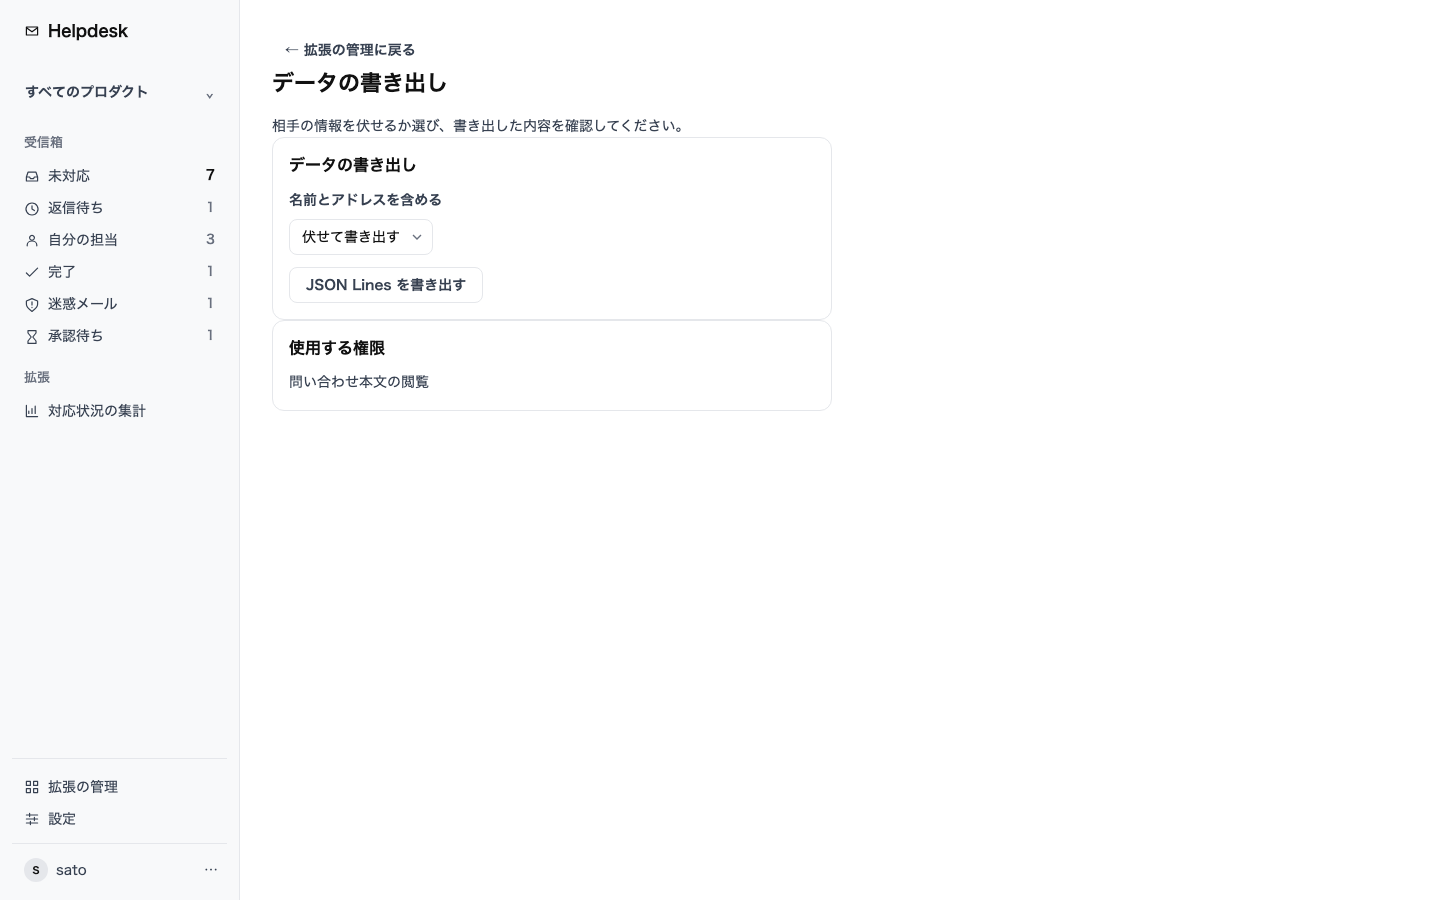 Helpdesk
すべてのプロダクト
受信箱
未対応 7
返信待ち 1
自分の担当 3
完了 1
迷惑メール 1
承認待ち 1
拡張
対応状況の集計
拡張の管理
設定
S sato ...
← 拡張の管理に戻る
データの書き出し
相手の情報を伏せるか選び、書き出した内容を確認してください。
データの書き出し
名前とアドレスを含める
伏せて書き出す
JSON Lines を書き出す
使用する権限
問い合わせ本文の閲覧